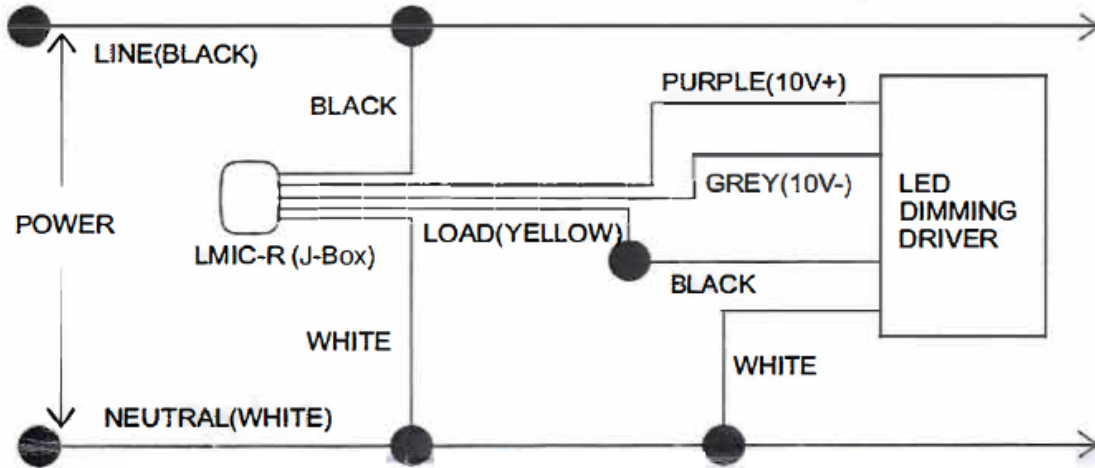 LINE(BLACK)
PURPLE(10V+)
BLACK
GREY(10V-)
LED
DIMMING
DRIVER
POWER
LOAD(YELLOW)
LMIC-R (J-Box)
BLACK
WHITE
WHITE
NEUTRAL(WHITE)